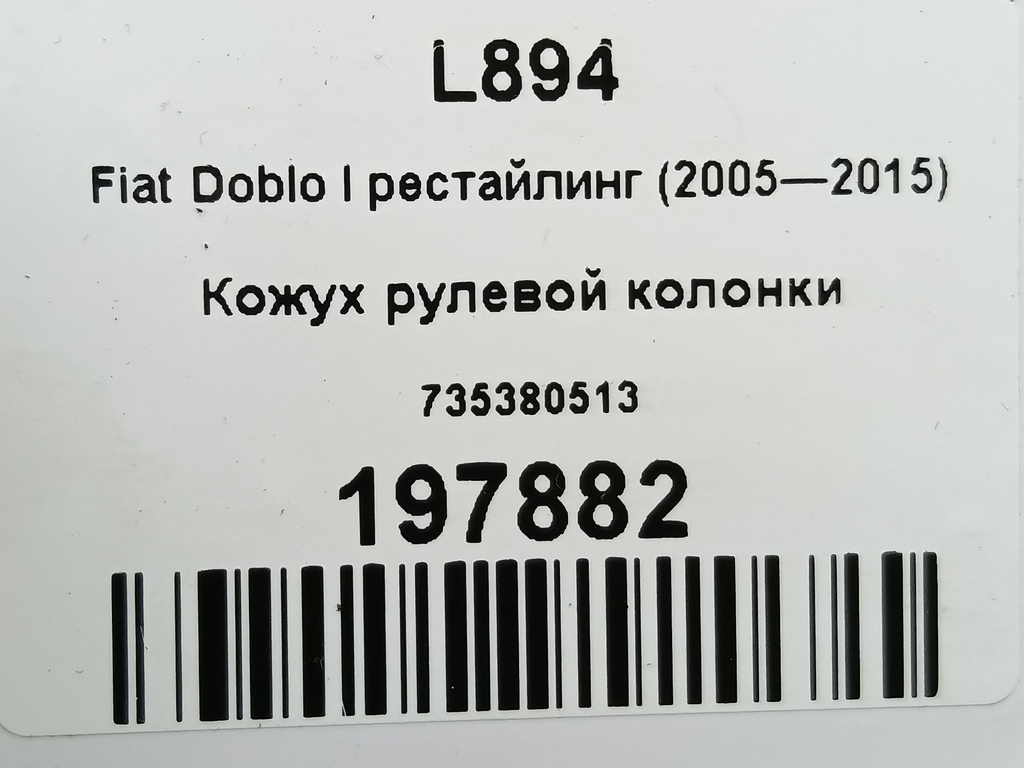 L894
Fiat Doblo I рестайлинг (2005—2015)
Кожух рулевой колонки
735380513
197882